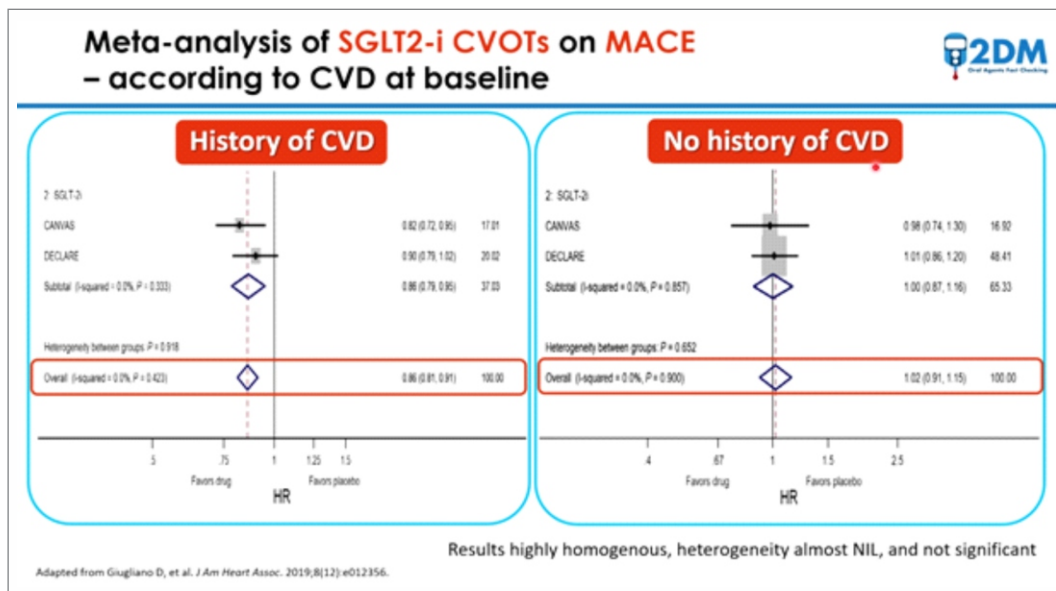 Meta-analysis of SGLT2-i CVOTs on MACE
– according to CVD at baseline
2DM
Oral Agents Fact Checking
History of CVD
2: SGLT-2i
CANVAS 0.82 (0.72, 0.95) 17.01
DECLARE 0.90 (0.79, 1.02) 20.02
Subtotal (I-squared = 0.0%, P = 0.333) 0.86 (0.79, 0.95) 37.03
Heterogeneity between groups: P = 0.918
Overall (I-squared = 0.0%, P = 0.423) 0.86 (0.81, 0.91) 100.00
.5 .75 1 1.25 1.5
Favors drug Favors placebo
HR
No history of CVD
2: SGLT-2i
CANVAS 0.98 (0.74, 1.30) 16.92
DECLARE 1.01 (0.86, 1.20) 48.41
Subtotal (I-squared = 0.0%, P = 0.857) 1.00 (0.87, 1.16) 65.33
Heterogeneity between groups: P = 0.652
Overall (I-squared = 0.0%, P = 0.900) 1.02 (0.91, 1.15) 100.00
.4 .67 1 1.5 2.5
Favors drug Favors placebo
HR
Results highly homogenous, heterogeneity almost NIL, and not significant
Adapted from Giugliano D, et al. J Am Heart Assoc. 2019;8(12):e012356.